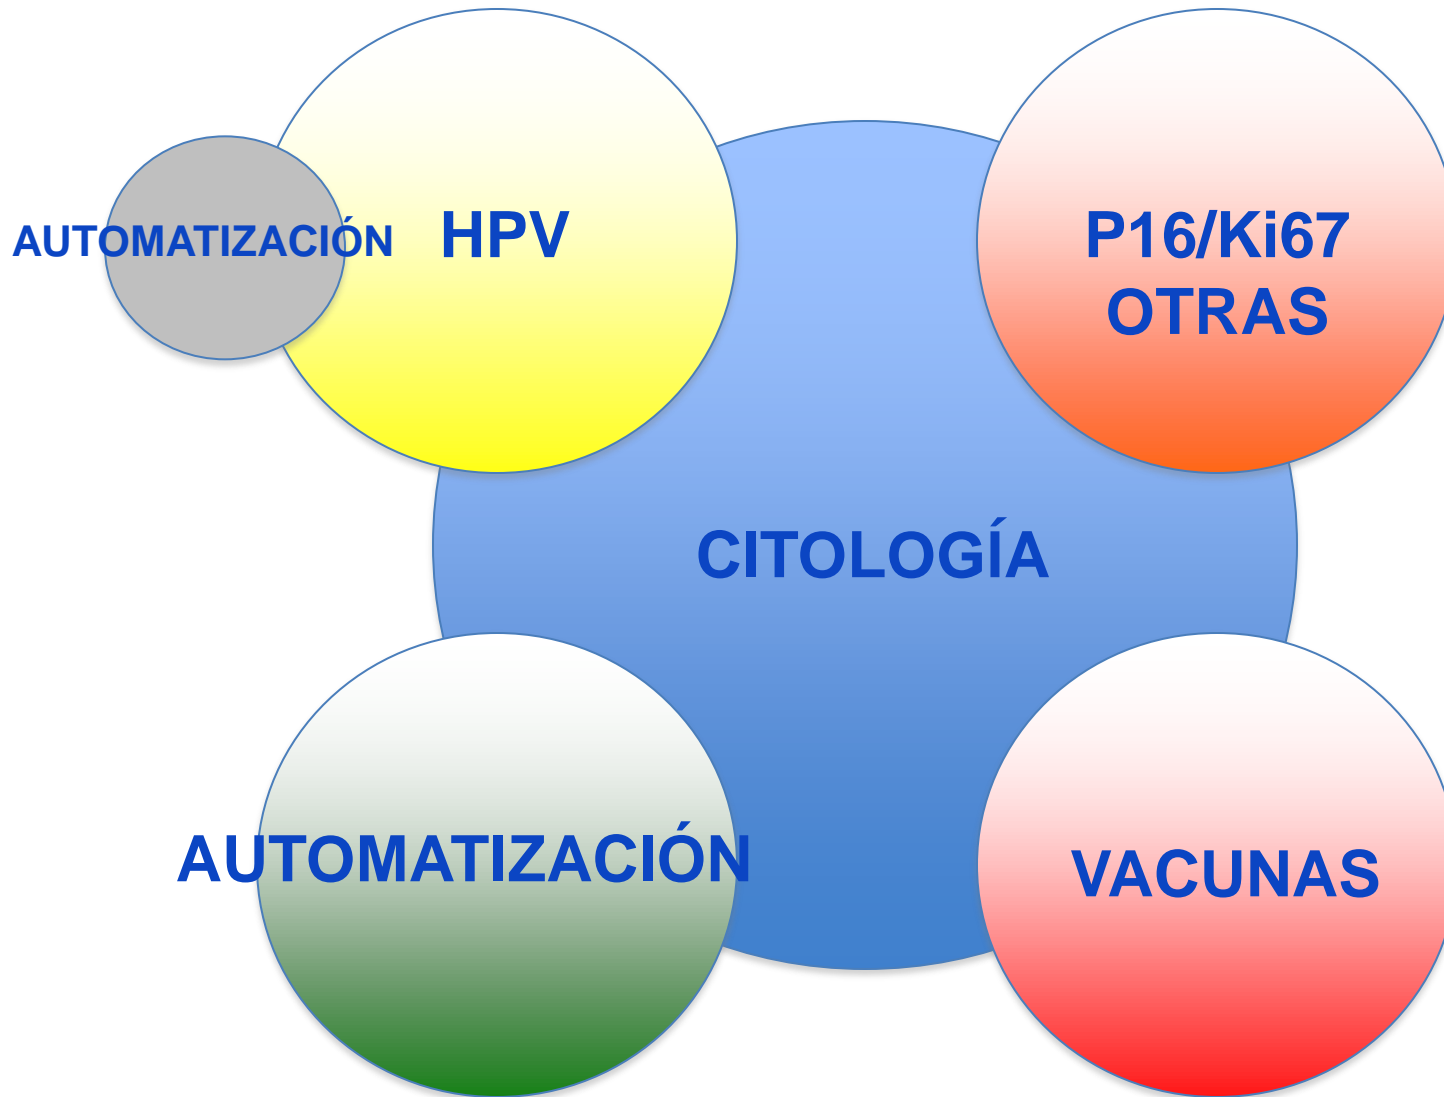 AUTOMATIZACIÓN
HPV
P16/Ki67
OTRAS
CITOLOGÍA
AUTOMATIZACIÓN
VACUNAS